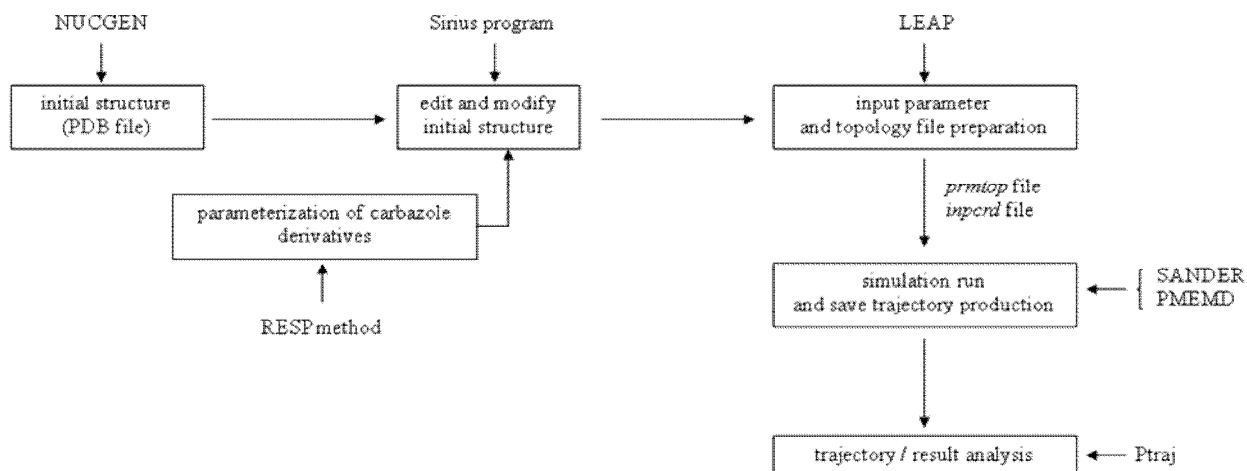 NUCGEN
Sirius program
LEAP
initial structure
(PDB file)
edit and modify
initial structure
input parameter
and topology file preparation
parameterization of carbazole
derivatives
prmtop file
inpcrd file
RESP method
simulation run
and save trajectory production
SANDER
PMEMD
trajectory / result analysis
Ptraj